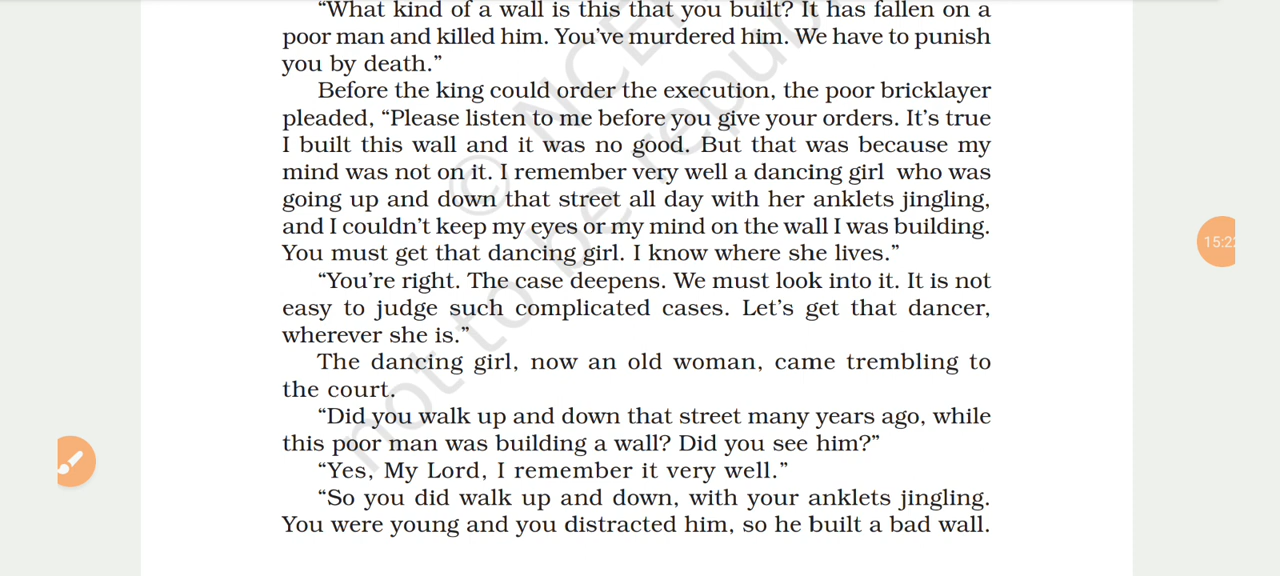 “What kind of a wall is this that you built? It has fallen on a
poor man and killed him. You’ve murdered him. We have to punish
you by death.”
Before the king could order the execution, the poor bricklayer
pleaded, “Please listen to me before you give your orders. It’s true
I built this wall and it was no good. But that was because my
mind was not on it. I remember very well a dancing girl who was
going up and down that street all day with her anklets jingling,
and I couldn’t keep my eyes or my mind on the wall I was building.
You must get that dancing girl. I know where she lives.”
“You’re right. The case deepens. We must look into it. It is not
easy to judge such complicated cases. Let’s get that dancer,
wherever she is.”
The dancing girl, now an old woman, came trembling to
the court.
“Did you walk up and down that street many years ago, while
this poor man was building a wall? Did you see him?”
“Yes, My Lord, I remember it very well.”
“So you did walk up and down, with your anklets jingling.
You were young and you distracted him, so he built a bad wall.
© NCE
not to be repub
15:2